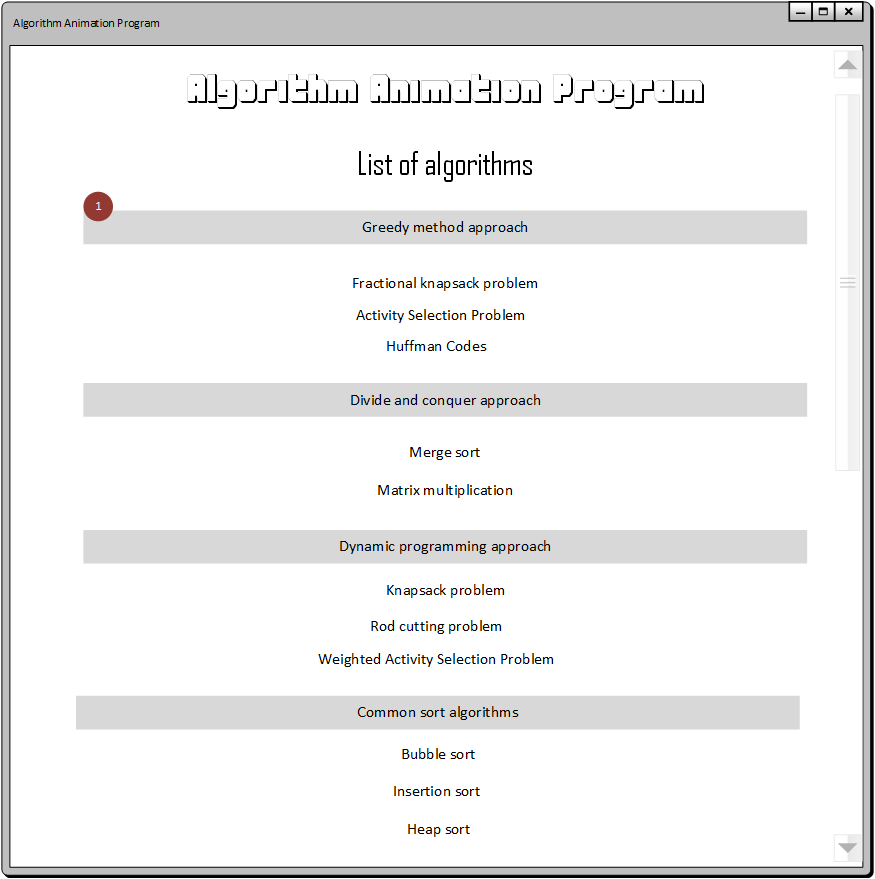 Algorithm Animation Program
Algorithm Animation Program
List of algorithms
1
Greedy method approach
Fractional knapsack problem
Activity Selection Problem
Huffman Codes
Divide and conquer approach
Merge sort
Matrix multiplication
Dynamic programming approach
Knapsack problem
Rod cutting problem
Weighted Activity Selection Problem
Common sort algorithms
Bubble sort
Insertion sort
Heap sort